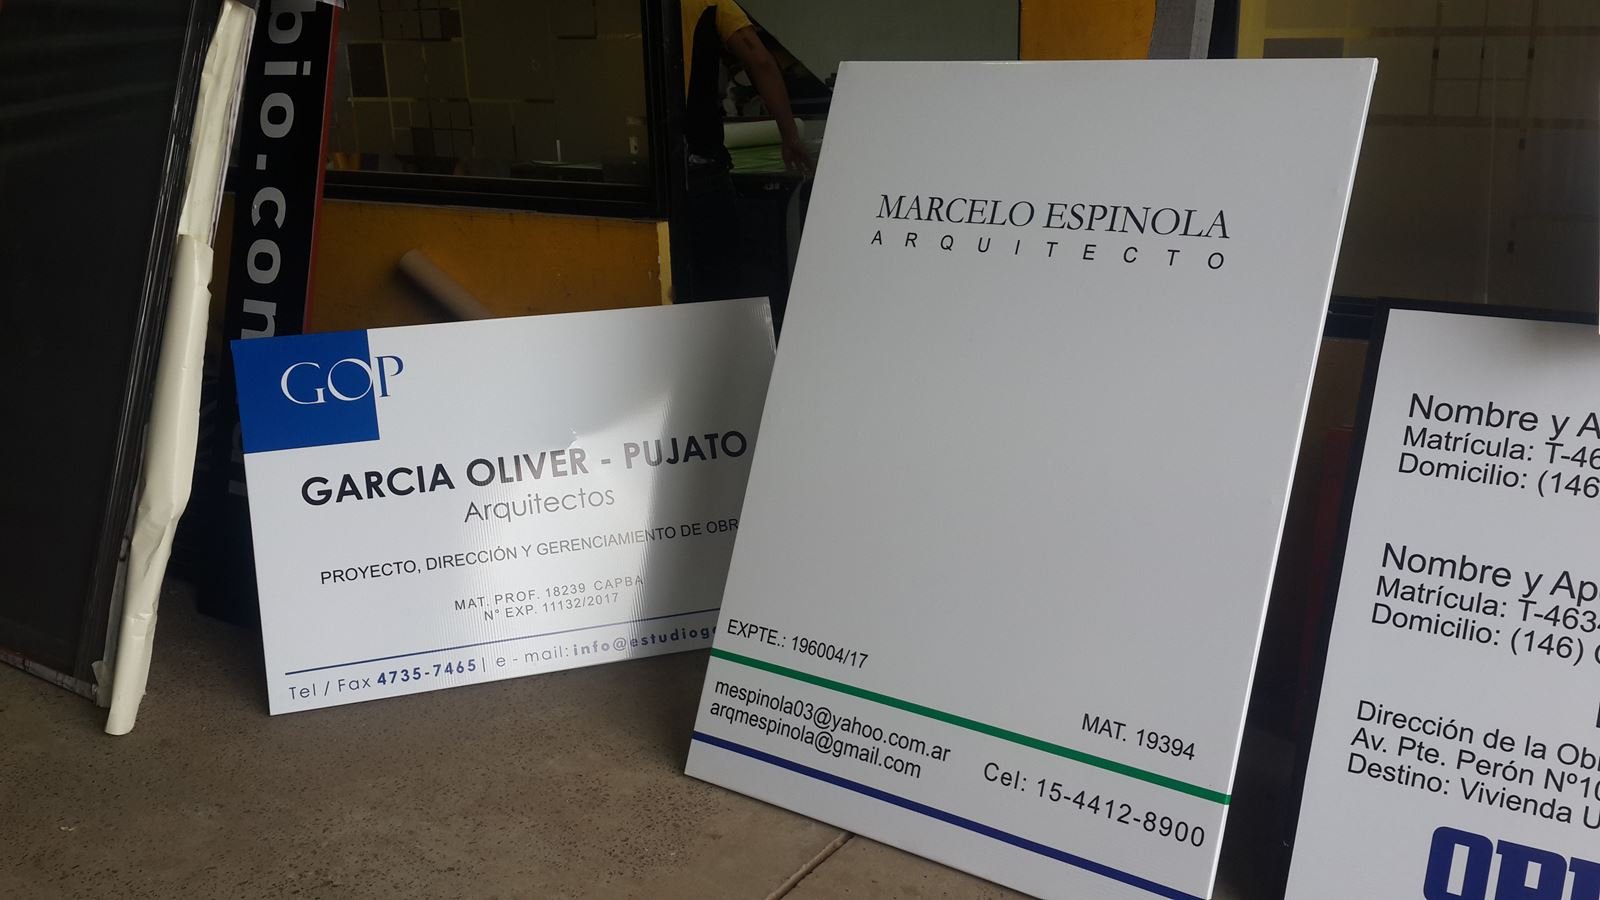 bio.com
GOP
GARCIA OLIVER - PUJATO
Arquitectos
PROYECTO, DIRECCIÓN Y GERENCIAMIENTO DE OBR
MAT. PROF. 18239 CAPBA
N° EXP. 11132/2017
Tel / Fax 4735-7465 | e - mail: info@estudiogo
MARCELO ESPINOLA
ARQUITECTO
EXPTE.: 196004/17
MAT. 19394
mespinola03@yahoo.com.ar
arqmespinola@gmail.com
Cel: 15-4412-8900
Nombre y A
Matrícula: T-46
Domicilio: (146
Nombre y Ap
Matrícula: T-463
Domicilio: (146)
Dirección de la Ob
Av. Pte. Perón Nº10
Destino: Vivienda U